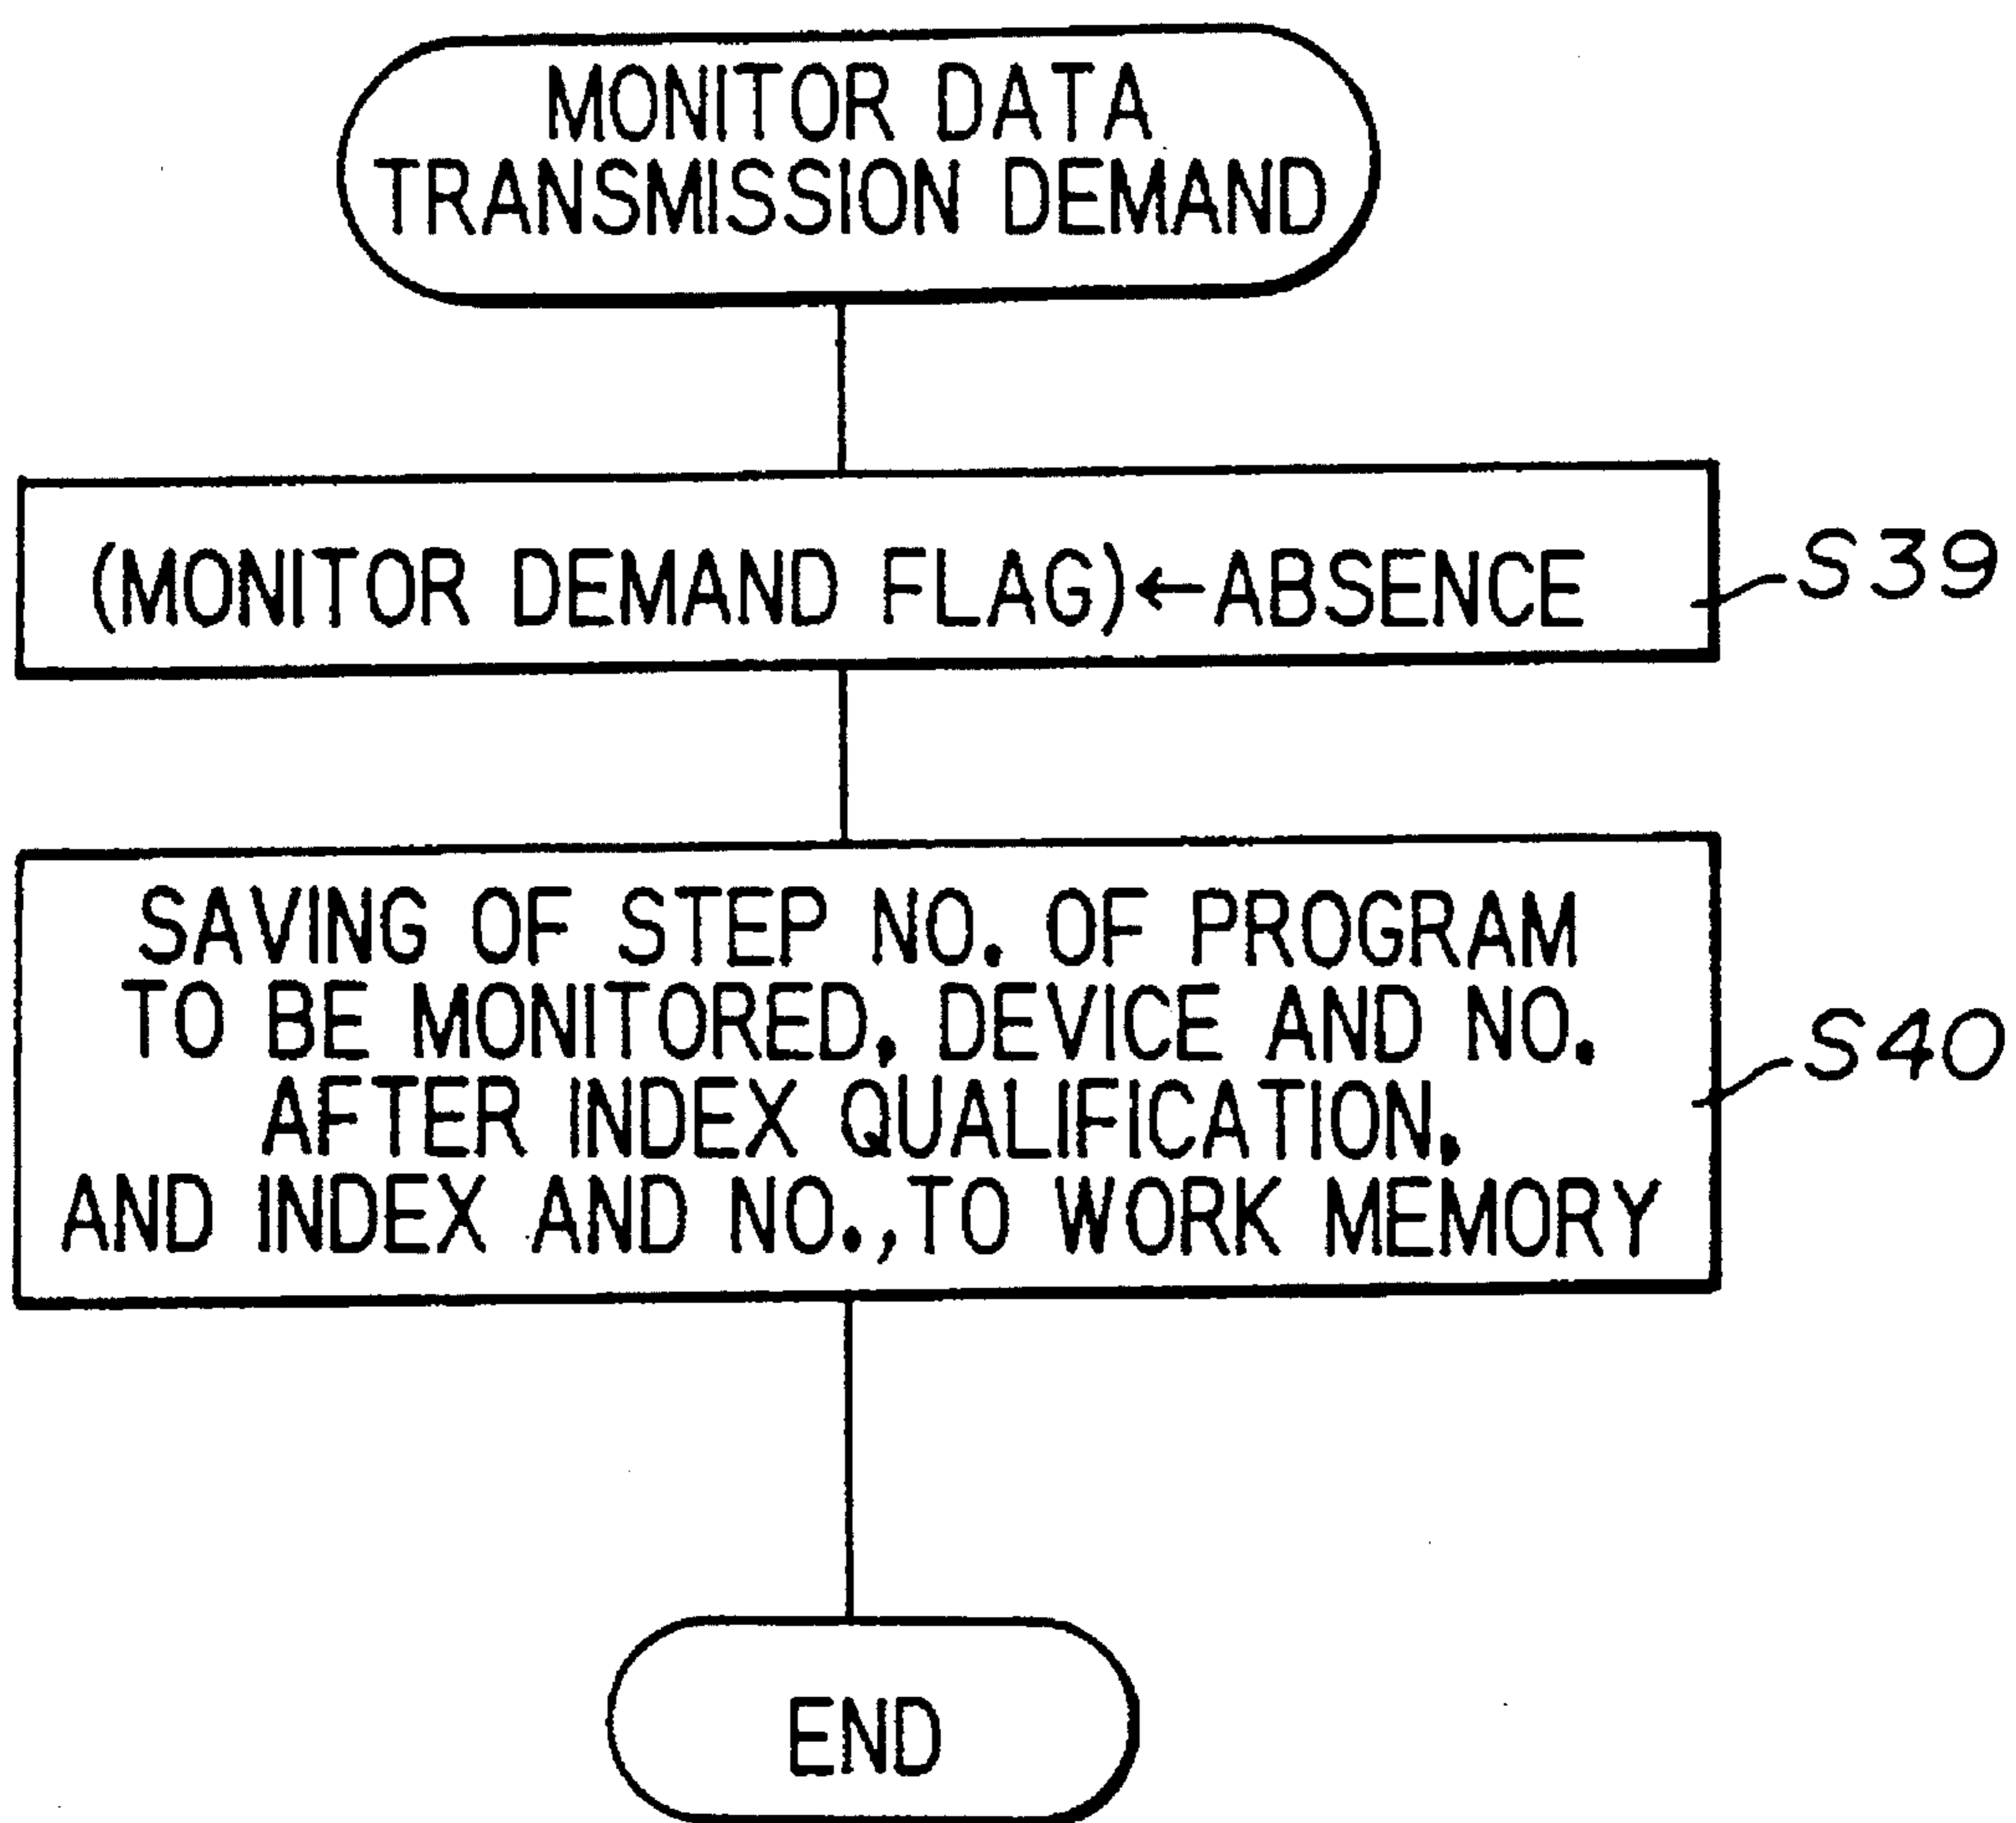 MONITOR DATA
TRANSMISSION DEMAND
(MONITOR DEMAND FLAG)←ABSENCE
S39
SAVING OF STEP NO. OF PROGRAM
TO BE MONITORED, DEVICE AND NO.
AFTER INDEX QUALIFICATION,
AND INDEX AND NO.,TO WORK MEMORY
S40
END